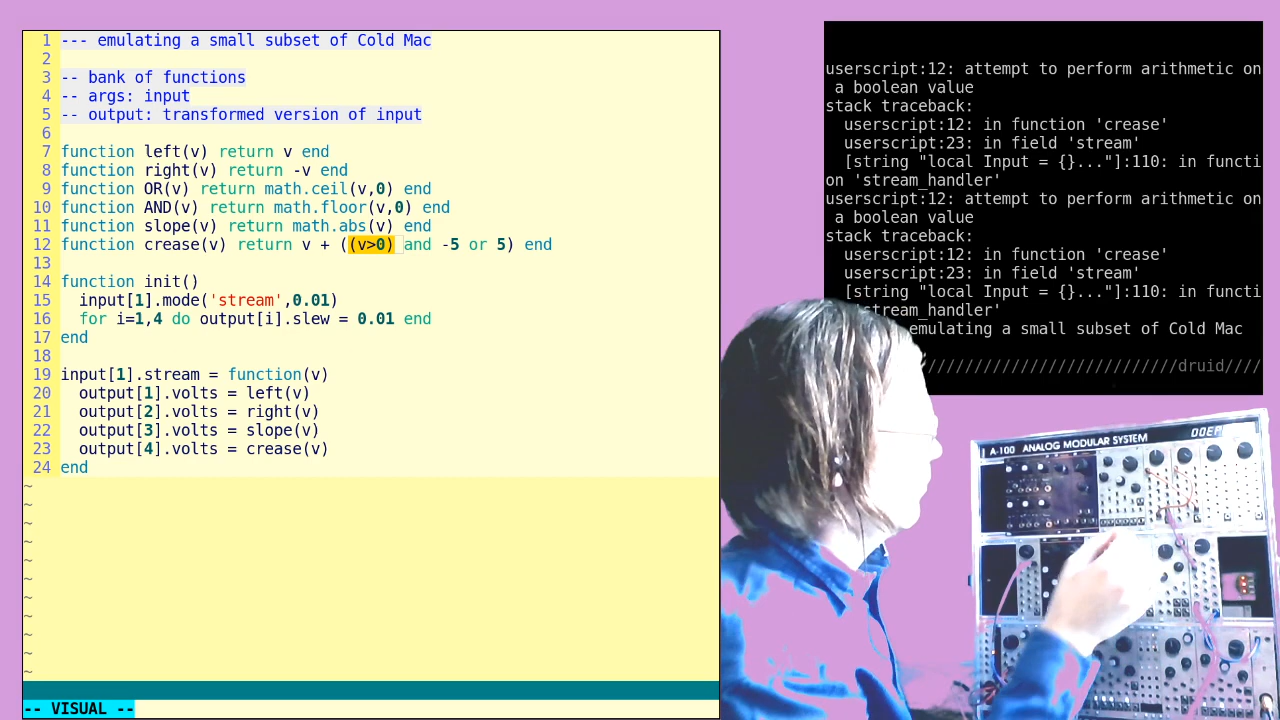 1 --- emulating a small subset of Cold Mac
2
3 -- bank of functions
4 -- args: input
5 -- output: transformed version of input
6
7 function left(v) return v end
8 function right(v) return -v end
9 function OR(v) return math.ceil(v,0) end
10 function AND(v) return math.floor(v,0) end
11 function slope(v) return math.abs(v) end
12 function crease(v) return v + ((v>0) and -5 or 5) end
13
14 function init()
15   input[1].mode('stream',0.01)
16   for i=1,4 do output[i].slew = 0.01 end
17 end
18
19 input[1].stream = function(v)
20   output[1].volts = left(v)
21   output[2].volts = right(v)
22   output[3].volts = slope(v)
23   output[4].volts = crease(v)
24 end
~
~
~
~
~
~
~
~
~
~
~
-- VISUAL --
userscript:12: attempt to perform arithmetic on
 a boolean value
stack traceback:
  userscript:12: in function 'crease'
  userscript:23: in field 'stream'
  [string "local Input = {}..."]:110: in functi
on 'stream_handler'
userscript:12: attempt to perform arithmetic on
 a boolean value
stack traceback:
  userscript:12: in function 'crease'
  userscript:23: in field 'stream'
  [string "local Input = {}..."]:110: in functi
stream_handler'
emulating a small subset of Cold Mac
///////////////////////////druid////
A-100 ANALOG MODULAR SYSTEM